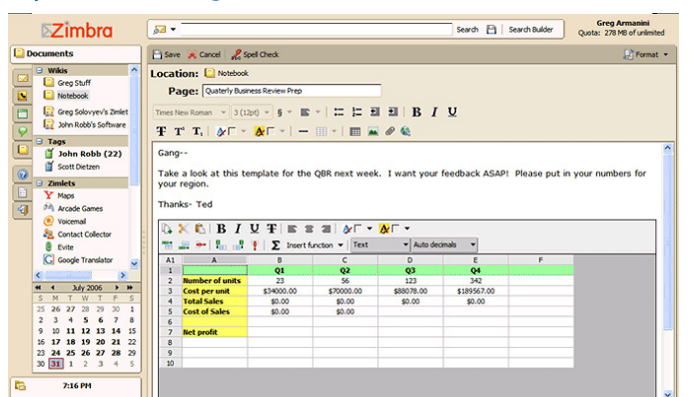 Zimbra
Search
Search Builder
Greg Armanini
Quota: 278 MB of unlimited
Documents
Save Cancel Spell Check
Format
Wikis
Greg Stuff
Notebook
Greg Solovyev's Zimlet
John Robb's Software
Tags
John Robb (22)
Scott Dietzen
Zimlets
Maps
Arcade Games
Voicemail
Contact Collector
Evite
Google Translator
July 2006
S M T W T F S
25 26 27 28 29 30 1
2 3 4 5 6 7 8
9 10 11 12 13 14 15
16 17 18 19 20 21 22
23 24 25 26 27 28 29
30 31 1 2 3 4 5
7:16 PM
Location: Notebook
Page: Quaterly Business Review Prep
Times New Roman 3 (12pt)
B I U
Gang--
Take a look at this template for the QBR next week. I want your feedback ASAP! Please put in your numbers for
your region.
Thanks- Ted
B I U
Insert function Text Auto decimals
A1 A B C D E F
1 Q1 Q2 Q3 Q4
2 Number of units 23 56 123 342
3 Cost per unit $34000.00 $70000.00 $88078.00 $189567.00
4 Total Sales $0.00 $0.00 $0.00 $0.00
5 Cost of Sales $0.00 $0.00
6
7 Net profit
8
9
10